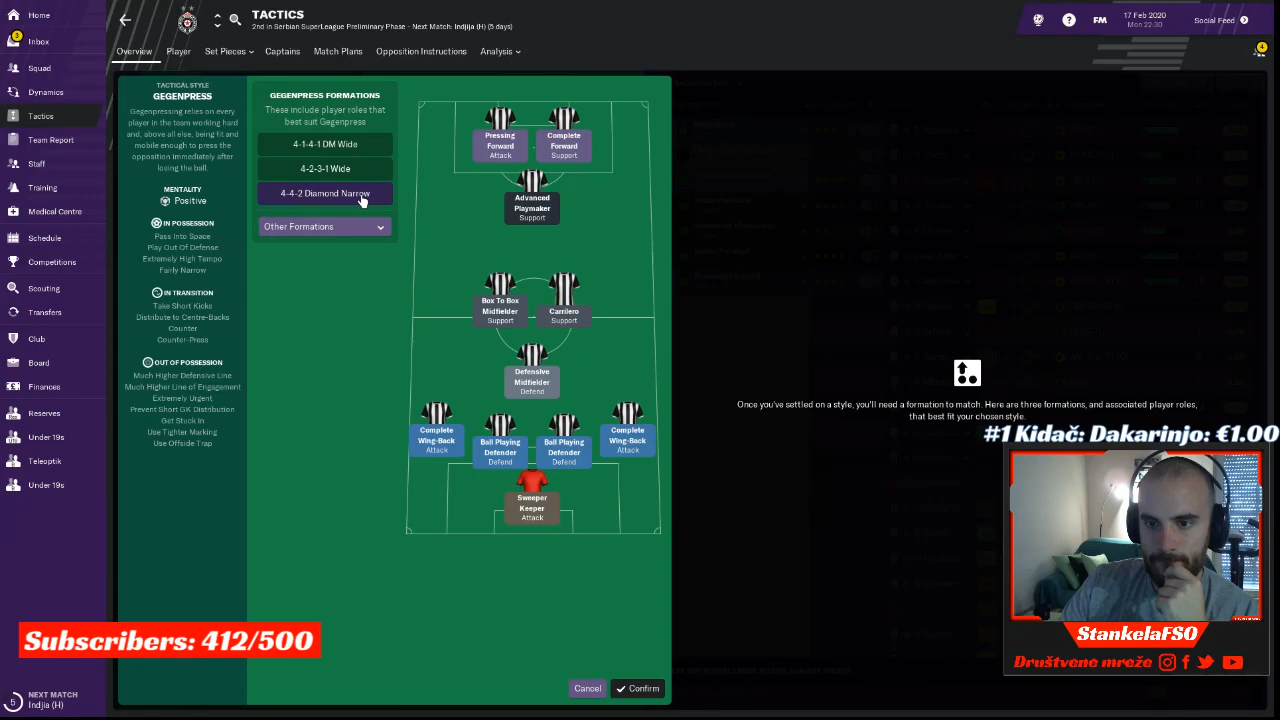 TACTICS
2nd in Serbian SuperLeague Preliminary Phase - Next Match: Indjia (H) (5 days)
FM
17 Feb 2020
Mon 22:30
Social Feed
Home
3
Inbox
Squad
Dynamics
Tactics
Team Report
Staff
Training
Medical Centre
Schedule
Competitions
Scouting
Transfers
Club
Board
Finances
Reserves
Under 19s
Teleoptik
Under 19s
5
NEXT MATCH
Indjia (H)
Overview
Player
Set Pieces
Captains
Match Plans
Opposition Instructions
Analysis
4
TACTICAL STYLE
GEGENPRESS
Gegenpressing relies on every
player in the team working hard
and, above all else, being fit and
mobile enough to press the
opposition immediately after
losing the ball.
MENTALITY
Positive
IN POSSESSION
Pass Into Space
Play Out Of Defense
Extremely High Tempo
Fairly Narrow
IN TRANSITION
Take Short Kicks
Distribute to Centre-Backs
Counter
Counter-Press
OUT OF POSSESSION
Much Higher Defensive Line
Much Higher Line of Engagement
Extremely Urgent
Prevent Short GK Distribution
Get Stuck In
Use Tighter Marking
Use Offside Trap
GEGENPRESS FORMATIONS
These include player roles that
best suit Gegenpress
4-1-4-1 DM Wide
4-2-3-1 Wide
4-4-2 Diamond Narrow
Other Formations
Pressing
Forward
Attack
Complete
Forward
Support
Advanced
Playmaker
Support
Box To Box
Midfielder
Support
Carrilero
Support
Defensive
Midfielder
Defend
Complete
Wing-Back
Attack
Ball Playing
Defender
Defend
Ball Playing
Defender
Defend
Complete
Wing-Back
Attack
Sweeper
Keeper
Attack
Cancel
Confirm
Once you've settled on a style, you'll need a formation to match. Here are three formations, and associated player roles,
that best fit your chosen style.
#1 Kidač: Dakarinjo: €1.00
StankelaFSO
Društvene mreže
Subscribers: 412/500